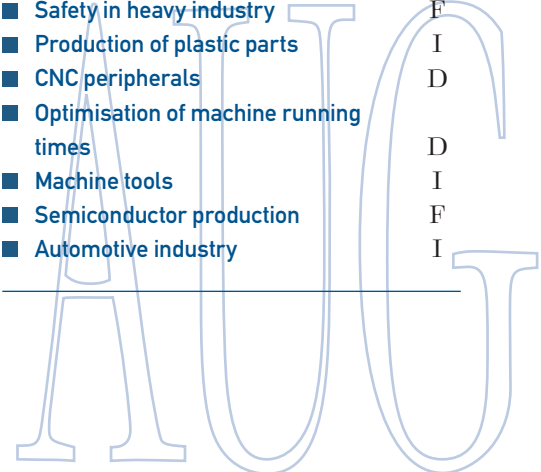 Safety in heavy industry F
Production of plastic parts I
CNC peripherals D
Optimisation of machine running
times D
Machine tools I
Semiconductor production F
Automotive industry I
AUG